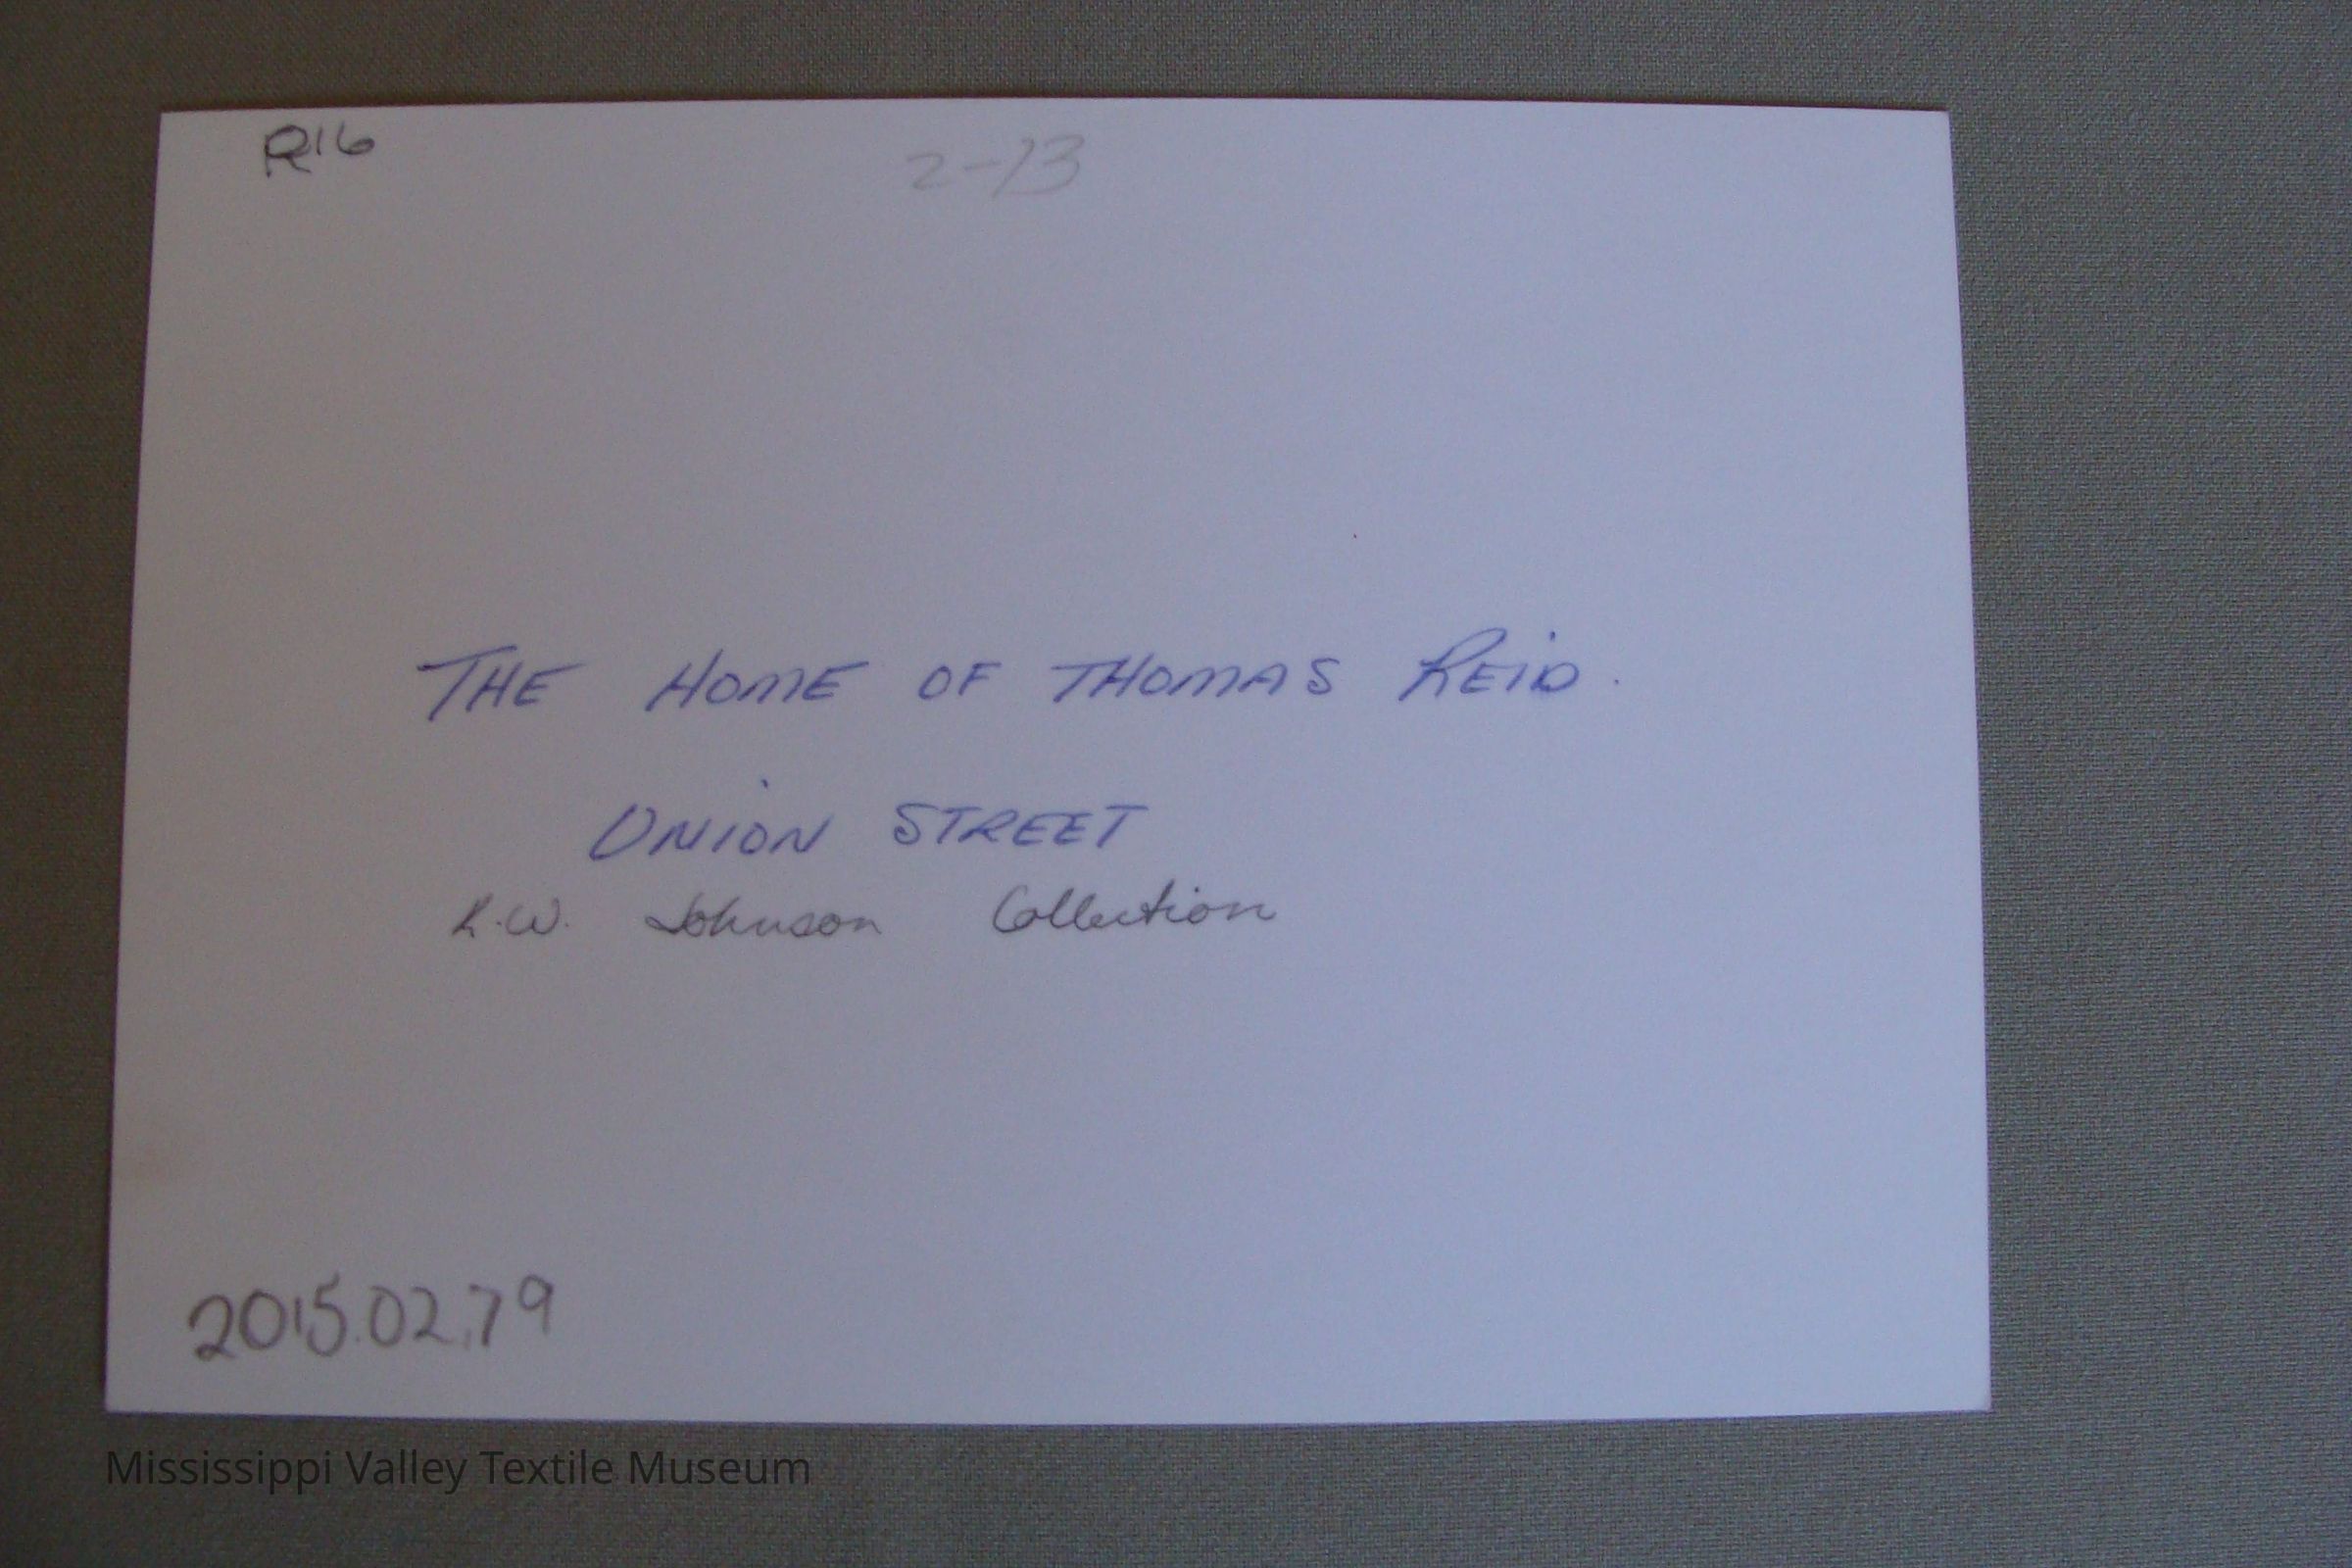 R16
2-13
THE HOME OF THOMAS REiD.
UNiON STREET
R.W. Johnson Collection
2015.02.79
Mississippi Valley Textile Museum